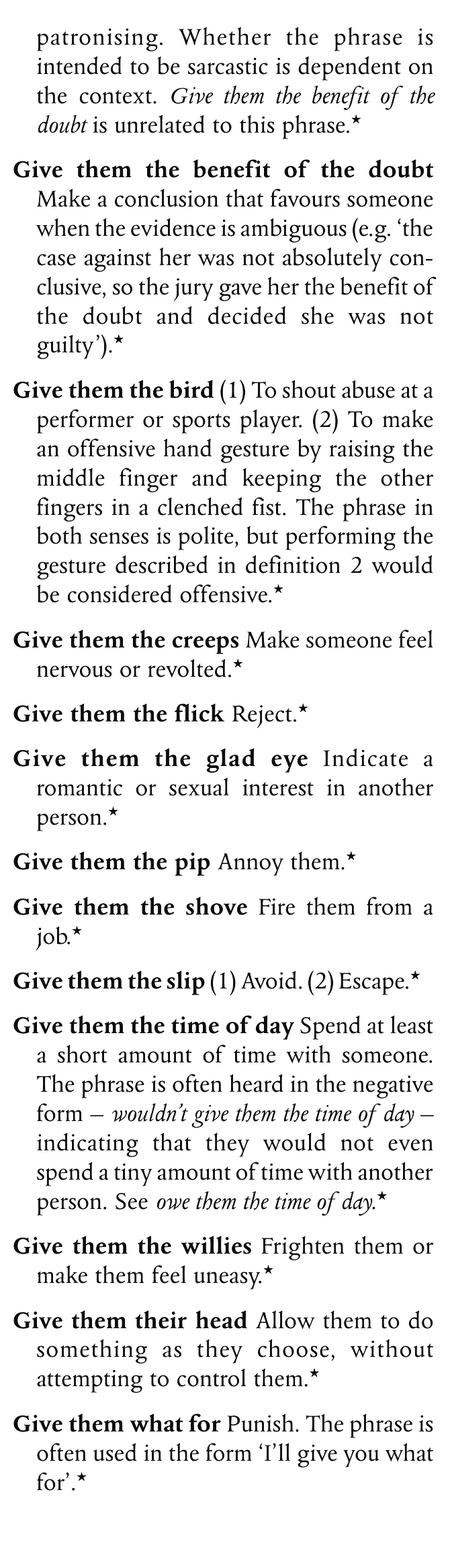 patronising. Whether the phrase is
intended to be sarcastic is dependent on
the context. Give them the benefit of the
doubt is unrelated to this phrase.★
Give them the benefit of the doubt
Make a conclusion that favours someone
when the evidence is ambiguous (e.g. ‘the
case against her was not absolutely con-
clusive, so the jury gave her the benefit of
the doubt and decided she was not
guilty’).★
Give them the bird (1) To shout abuse at a
performer or sports player. (2) To make
an offensive hand gesture by raising the
middle finger and keeping the other
fingers in a clenched fist. The phrase in
both senses is polite, but performing the
gesture described in definition 2 would
be considered offensive.★
Give them the creeps Make someone feel
nervous or revolted.★
Give them the flick Reject.★
Give them the glad eye Indicate a
romantic or sexual interest in another
person.★
Give them the pip Annoy them.★
Give them the shove Fire them from a
job.★
Give them the slip (1) Avoid. (2) Escape.★
Give them the time of day Spend at least
a short amount of time with someone.
The phrase is often heard in the negative
form – wouldn’t give them the time of day –
indicating that they would not even
spend a tiny amount of time with another
person. See owe them the time of day.★
Give them the willies Frighten them or
make them feel uneasy.★
Give them their head Allow them to do
something as they choose, without
attempting to control them.★
Give them what for Punish. The phrase is
often used in the form ‘I’ll give you what
for’.★